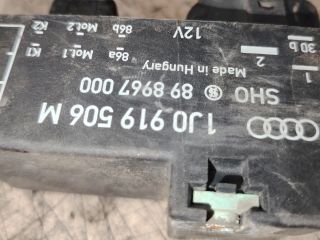 1J0 919 506 M
SHO 89 8967 000
Made in Hungary
1 2
30b 12V
86a Mot.1 K1
86b Mot.2 K2